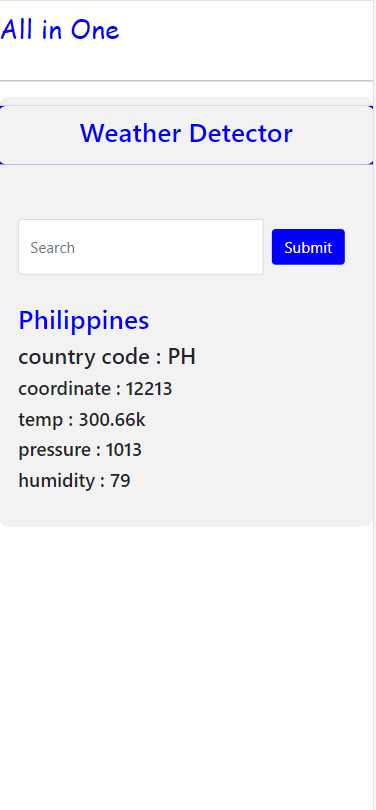 All in One
Weather Detector
Search
Submit
Philippines
country code : PH
coordinate : 12213
temp : 300.66k
pressure : 1013
humidity : 79